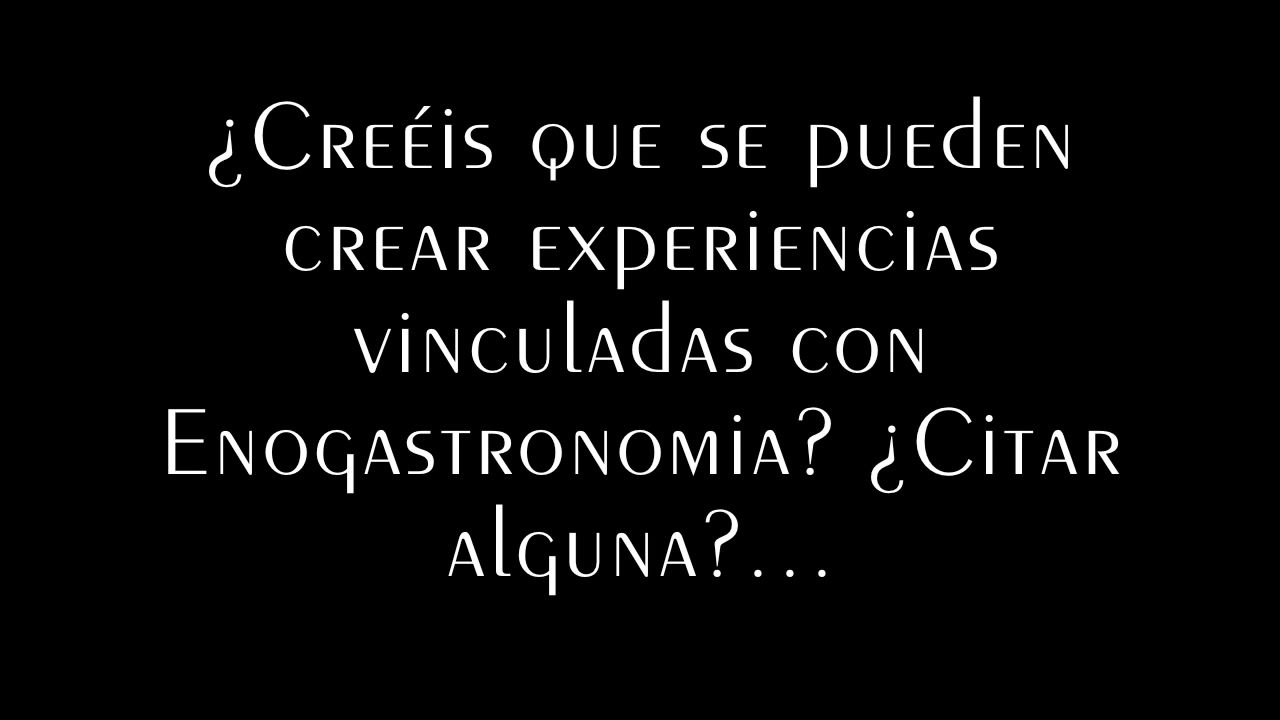 ¿Creéis que se pueden
crear experiencias
vinculadas con
Enogastronomia? ¿Citar
alguna?...